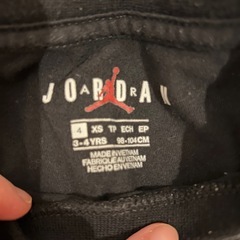 JORDAN
AIR
4 XS TP ECH EP
3-4YRS 98-104CM
MADE IN VIETNAM
FABRIQUÉ AU VIETNAM
HECHO EN VIETNAM